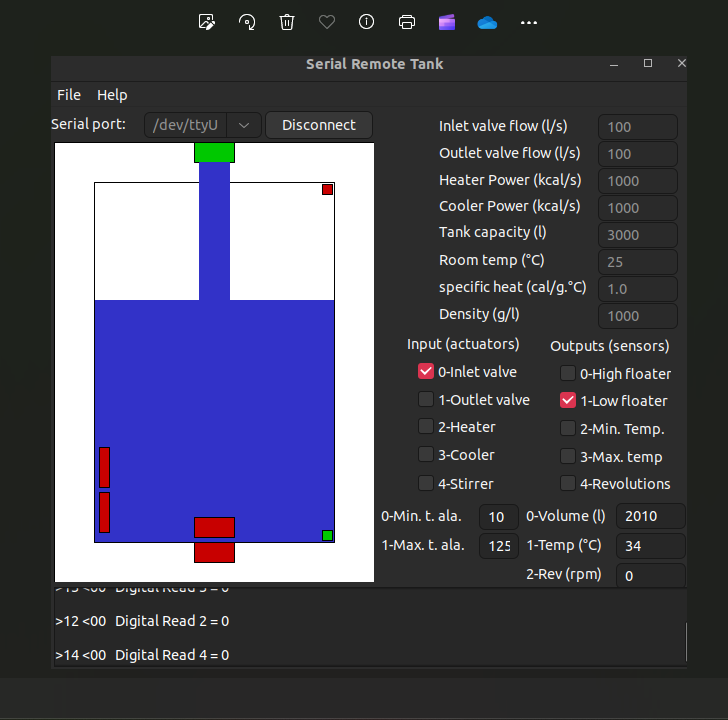 Serial Remote Tank
File Help
Serial port: /dev/ttyU Disconnect
Inlet valve flow (l/s) 100
Outlet valve flow (l/s) 100
Heater Power (kcal/s) 1000
Cooler Power (kcal/s) 1000
Tank capacity (l) 3000
Room temp (°C) 25
specific heat (cal/g.°C) 1.0
Density (g/l) 1000
Input (actuators) Outputs (sensors)
0-Inlet valve 0-High floater
1-Outlet valve 1-Low floater
2-Heater 2-Min. Temp.
3-Cooler 3-Max. temp
4-Stirrer 4-Revolutions
0-Min. t. ala. 10 0-Volume (l) 2010
1-Max. t. ala. 125 1-Temp (°C) 34
2-Rev (rpm) 0
Digital Read 3 = 0
>12 <00 Digital Read 2 = 0
>14 <00 Digital Read 4 = 0